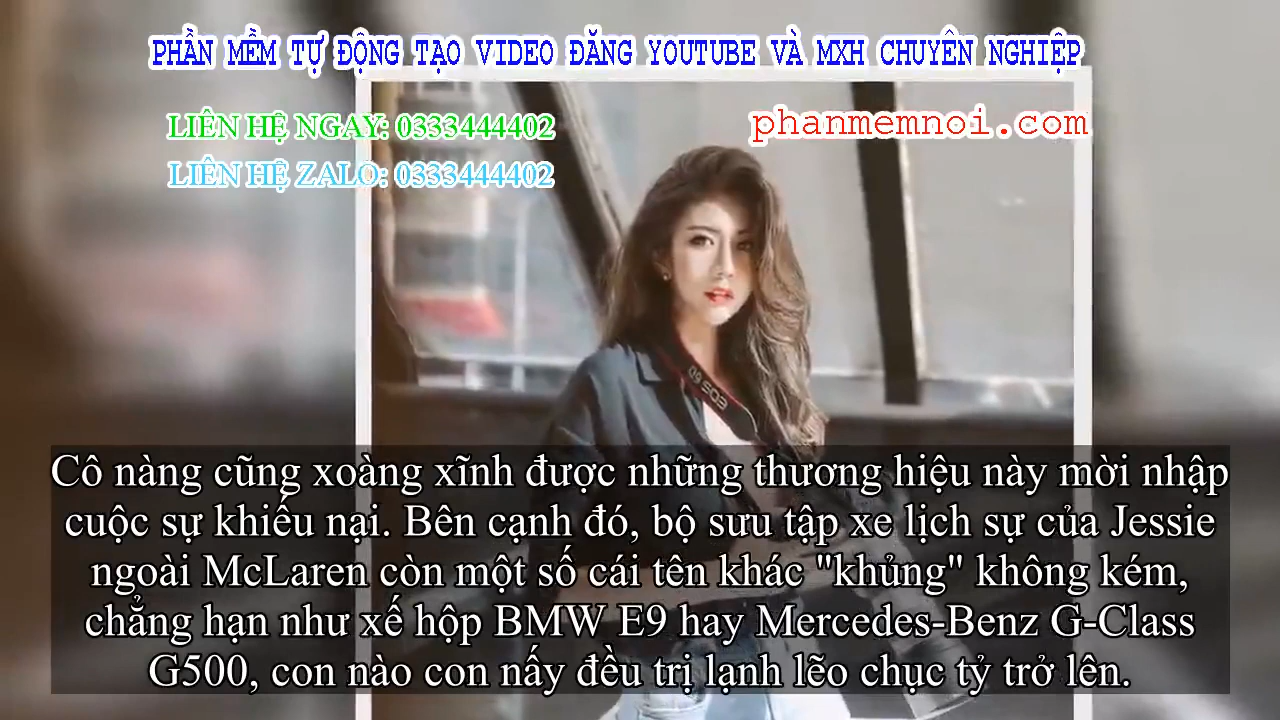 PHẦN MỀM TỰ ĐỘNG TẠO VIDEO ĐĂNG YOUTUBE VÀ MXH CHUYÊN NGHIỆP
LIÊN HỆ NGAY: 0333444402
phanmemnoi.com
LIÊN HỆ ZALO: 0333444402
EOS 6D
Cô nàng cũng xoàng xĩnh được những thương hiệu này mời nhập
cuộc sự khiếu nại. Bên cạnh đó, bộ sưu tập xe lịch sự của Jessie
ngoài McLaren còn một số cái tên khác "khủng" không kém,
chẳng hạn như xế hộp BMW E9 hay Mercedes-Benz G-Class
G500, con nào con nấy đều trị lạnh lẽo chục tỷ trở lên.